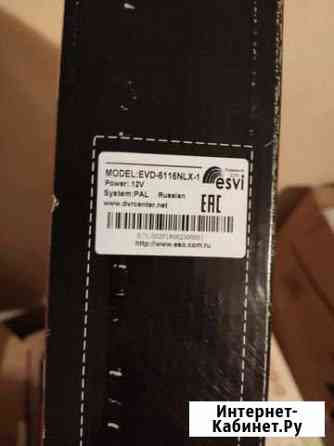 MODEL:EVD-6116NLX-1
Power: 12V
System:PAL Russian
www.dvrcenter.net
esvi
EAC
http://www.eso.com.ru
Интернет-
Кабинет.Ру